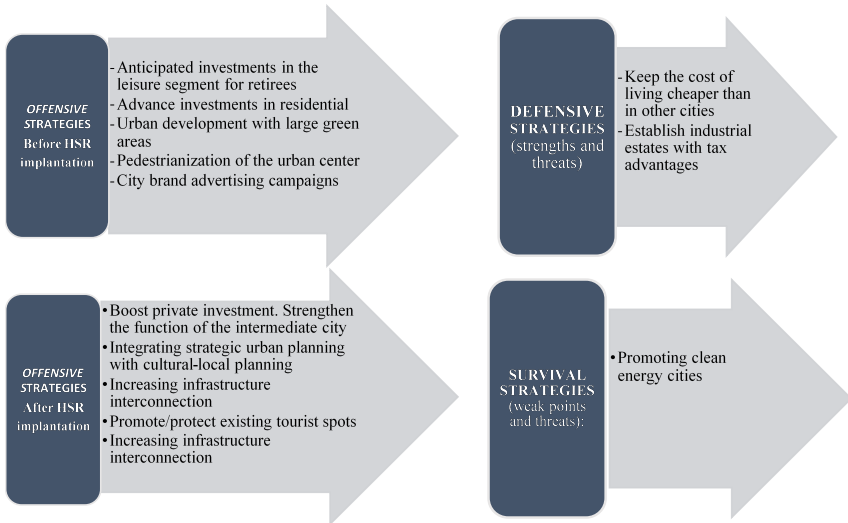 OFFENSIVE
STRATEGIES
Before HSR
implantation
- Anticipated investments in the
leisure segment for retirees
- Advance investments in residential
- Urban development with large green
areas
- Pedestrianization of the urban center
- City brand advertising campaigns
DEFENSIVE
STRATEGIES
(strengths and
threats)
- Keep the cost of
living cheaper than
in other cities
- Establish industrial
estates with tax
advantages
OFFENSIVE
STRATEGIES
After HSR
implantation
• Boost private investment. Strengthen
the function of the intermediate city
• Integrating strategic urban planning
with cultural-local planning
• Increasing infrastructure
interconnection
• Promote/protect existing tourist spots
• Increasing infrastructure
interconnection
SURVIVAL
STRATEGIES
(weak points
and threats):
• Promoting clean
energy cities